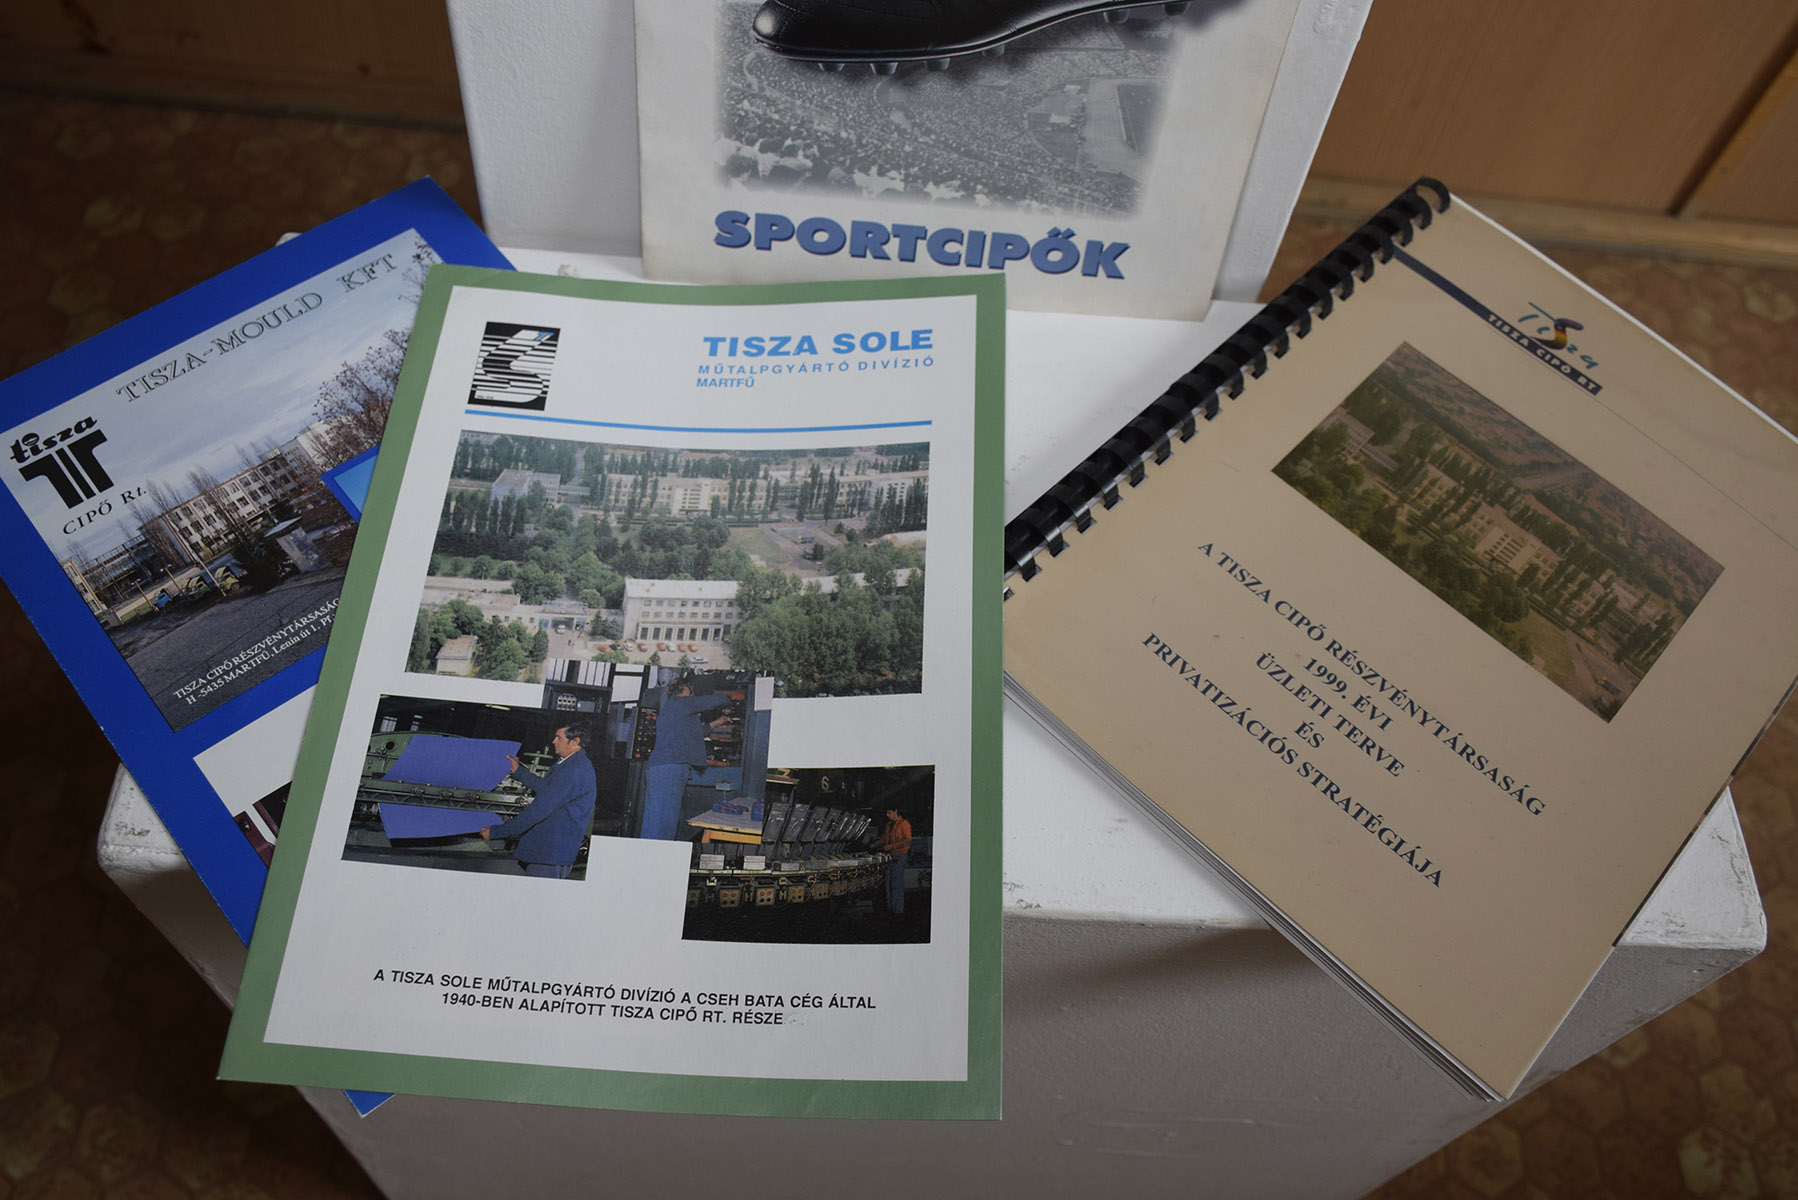 SPORTCIPŐK
TISZA-MOULD KFT
tisza
CIPŐ Rt.
TISZA CIPŐ RÉSZVÉNYTÁRSASÁG
H-5435 MARTFŰ, Lenin út 1. Pf.
TISZA SOLE
MŰTALPGYÁRTÓ DIVÍZIÓ
MARTFŰ
A TISZA SOLE MŰTALPGYÁRTÓ DIVÍZIÓ A CSEH BATA CÉG ÁLTAL
1940-BEN ALAPÍTOTT TISZA CIPŐ RT. RÉSZE
Tisza
TISZA CIPŐ RT
A TISZA CIPŐ RÉSZVÉNYTÁRSASÁG
1999. ÉVI
ÜZLETI TERVE
ÉS
PRIVATIZÁCIÓS STRATÉGIÁJA